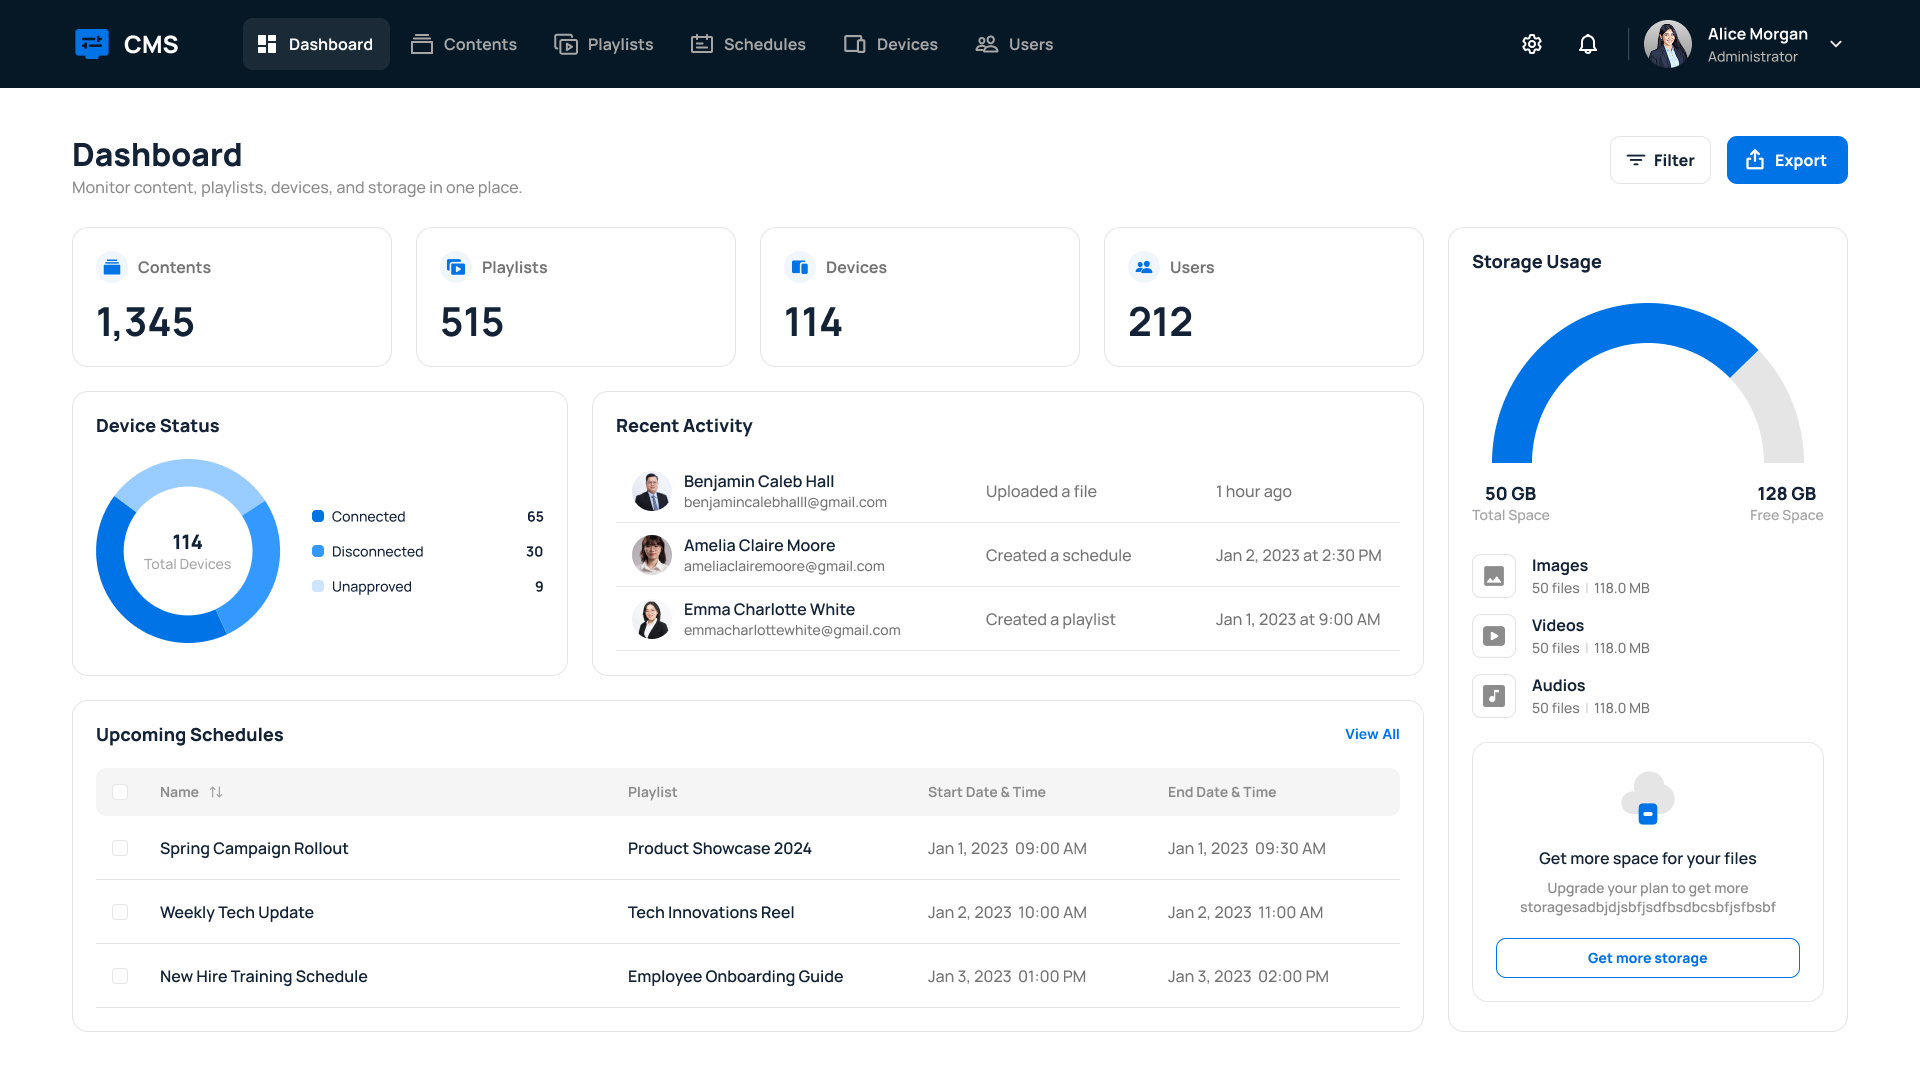 CMS
Dashboard
Contents
Playlists
Schedules
Devices
Users
Alice Morgan
Administrator
Dashboard
Monitor content, playlists, devices, and storage in one place.
Filter
Export
Contents
1,345
Playlists
515
Devices
114
Users
212
Device Status
114
Total Devices
Connected 65
Disconnected 30
Unapproved 9
Recent Activity
Benjamin Caleb Hall
benjamincalebhalll@gmail.com
Uploaded a file
1 hour ago
Amelia Claire Moore
ameliaclairemoore@gmail.com
Created a schedule
Jan 2, 2023 at 2:30 PM
Emma Charlotte White
emmacharlottewhite@gmail.com
Created a playlist
Jan 1, 2023 at 9:00 AM
Upcoming Schedules
View All
Name Playlist Start Date & Time End Date & Time
Spring Campaign Rollout Product Showcase 2024 Jan 1, 2023 09:00 AM Jan 1, 2023 09:30 AM
Weekly Tech Update Tech Innovations Reel Jan 2, 2023 10:00 AM Jan 2, 2023 11:00 AM
New Hire Training Schedule Employee Onboarding Guide Jan 3, 2023 01:00 PM Jan 3, 2023 02:00 PM
Storage Usage
50 GB
Total Space
128 GB
Free Space
Images
50 files | 118.0 MB
Videos
50 files | 118.0 MB
Audios
50 files | 118.0 MB
Get more space for your files
Upgrade your plan to get more
storagesadbjdjsbfjsdfbsdbcsbfjsfbsbf
Get more storage